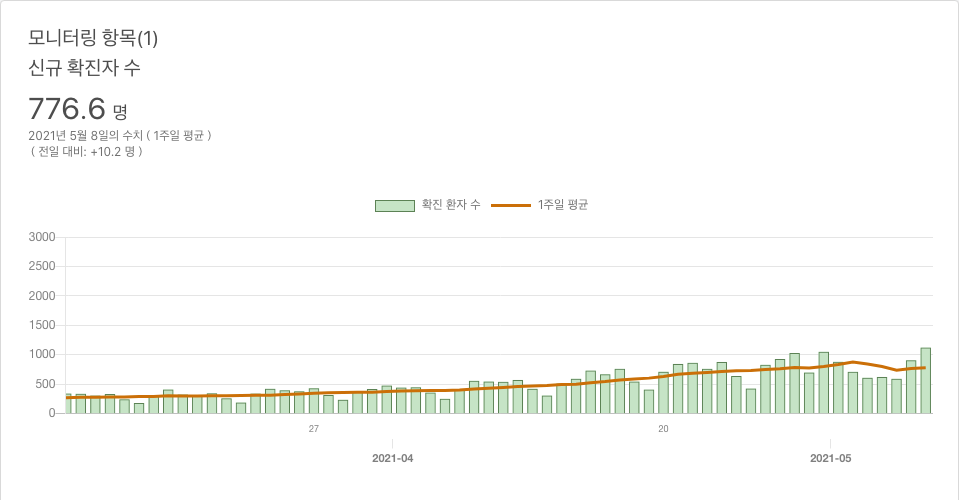 모니터링 항목(1)
신규 확진자 수
776.6 명
2021년 5월 8일의 수치 ( 1주일 평균 )
( 전일 대비: +10.2 명 )
확진 환자 수 1주일 평균
3000
2500
2000
1500
1000
500
0
27 20
2021-04 2021-05